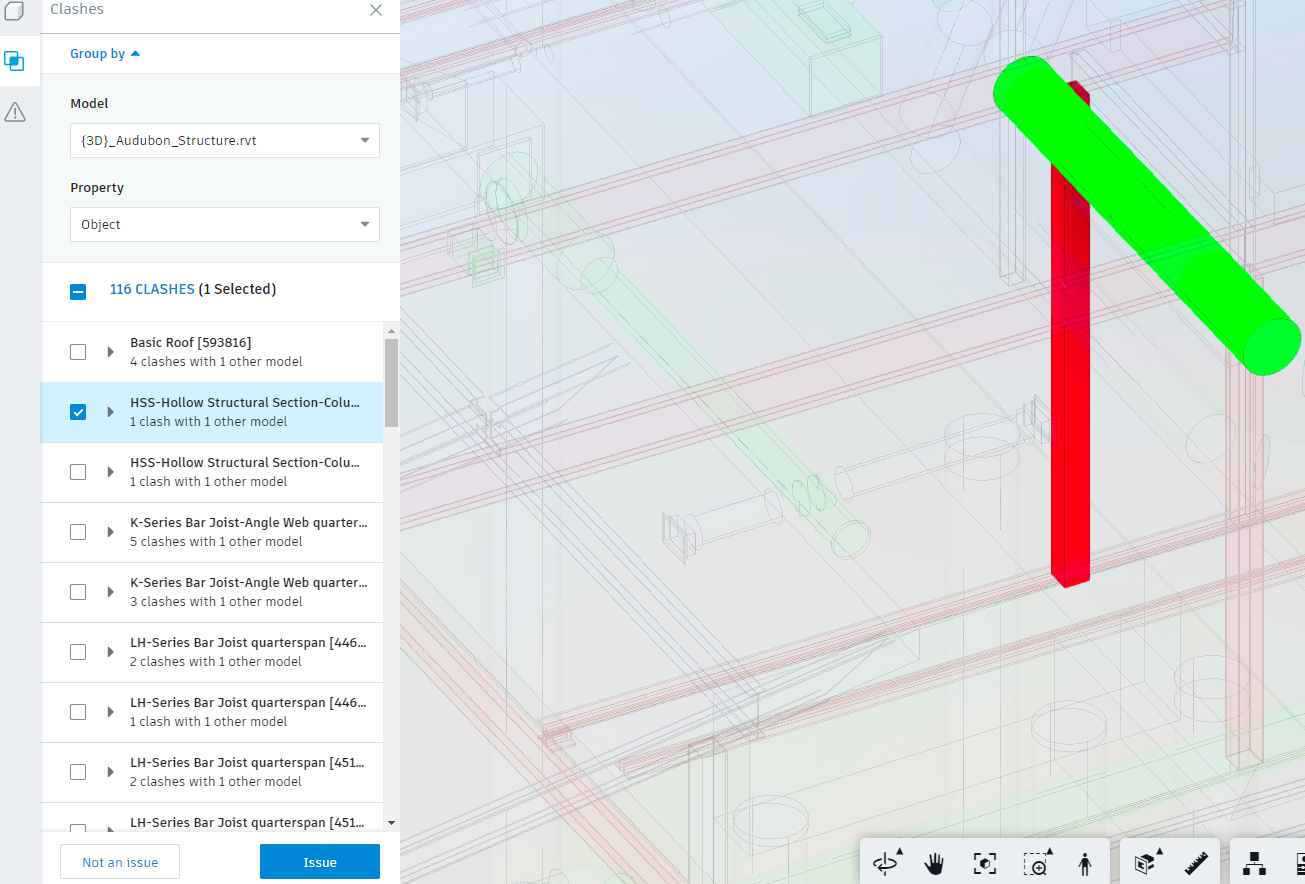 Clashes
Group by
Model
{3D}_Audubon_Structure.rvt
Property
Object
116 CLASHES (1 Selected)
Basic Roof [593816]
4 clashes with 1 other model
HSS-Hollow Structural Section-Colu...
1 clash with 1 other model
HSS-Hollow Structural Section-Colu...
1 clash with 1 other model
K-Series Bar Joist-Angle Web quarter...
5 clashes with 1 other model
K-Series Bar Joist-Angle Web quarter...
3 clashes with 1 other model
LH-Series Bar Joist quarterspan [446...
2 clashes with 1 other model
LH-Series Bar Joist quarterspan [446...
1 clash with 1 other model
LH-Series Bar Joist quarterspan [451...
2 clashes with 1 other model
LH-Series Bar Joist quarterspan [451...
Not an issue
Issue